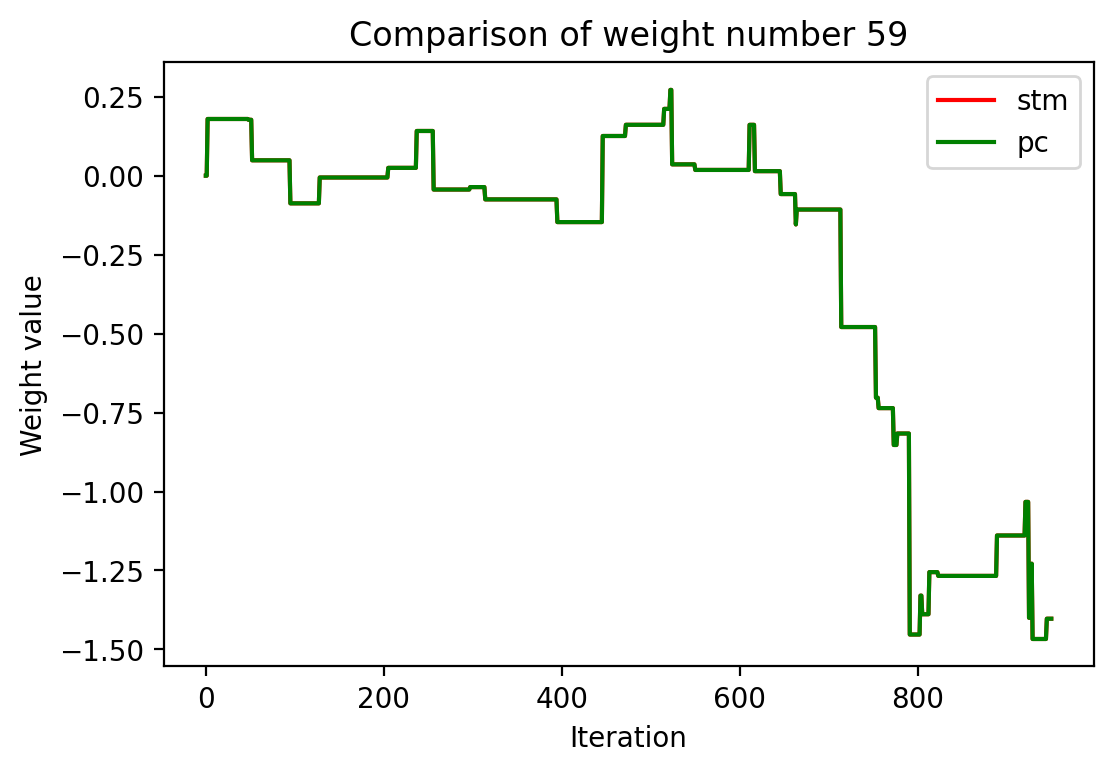 Comparison of weight number 59
stm
pc
Weight value
0.25
0.00
−0.25
−0.50
−0.75
−1.00
−1.25
−1.50
0 200 400 600 800
Iteration